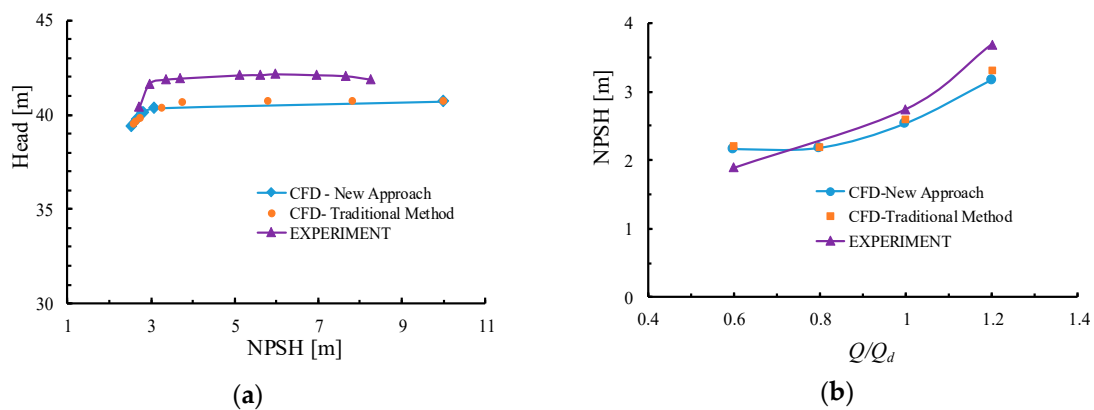 45
40
35
30
Head [m]
1 3 5 7 9 11
NPSH [m]
CFD - New Approach
CFD- Traditional Method
EXPERIMENT
(a)
4
3
2
1
0
NPSH [m]
0.4 0.6 0.8 1 1.2 1.4
Q/Qd
CFD-New Approach
CFD-Traditional Method
EXPERIMENT
(b)